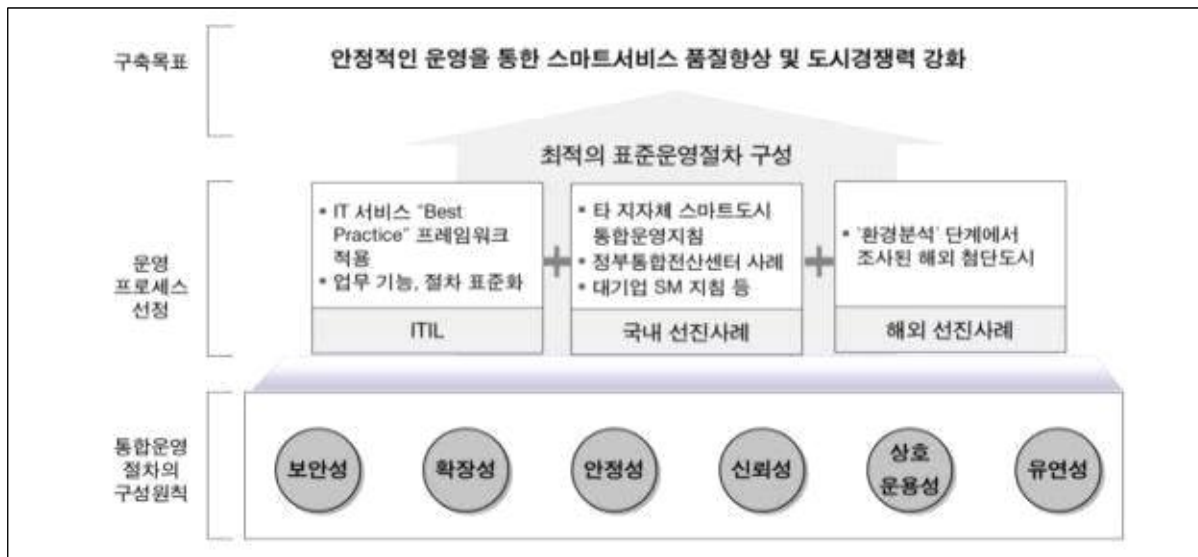 구축목표
안정적인 운영을 통한 스마트서비스 품질향상 및 도시경쟁력 강화
최적의 표준운영절차 구성
운영
프로세스
선정
• IT 서비스 “Best
Practice” 프레임워크
적용
• 업무 기능, 절차 표준화
ITIL
+
• 타 지자체 스마트도시
통합운영지침
• 정부통합전산센터 사례
• 대기업 SM 지침 등
국내 선진사례
+
• ‘환경분석’ 단계에서
조사된 해외 첨단도시
해외 선진사례
통합운영
절차의
구성원칙
보안성
확장성
안정성
신뢰성
상호
운용성
유연성